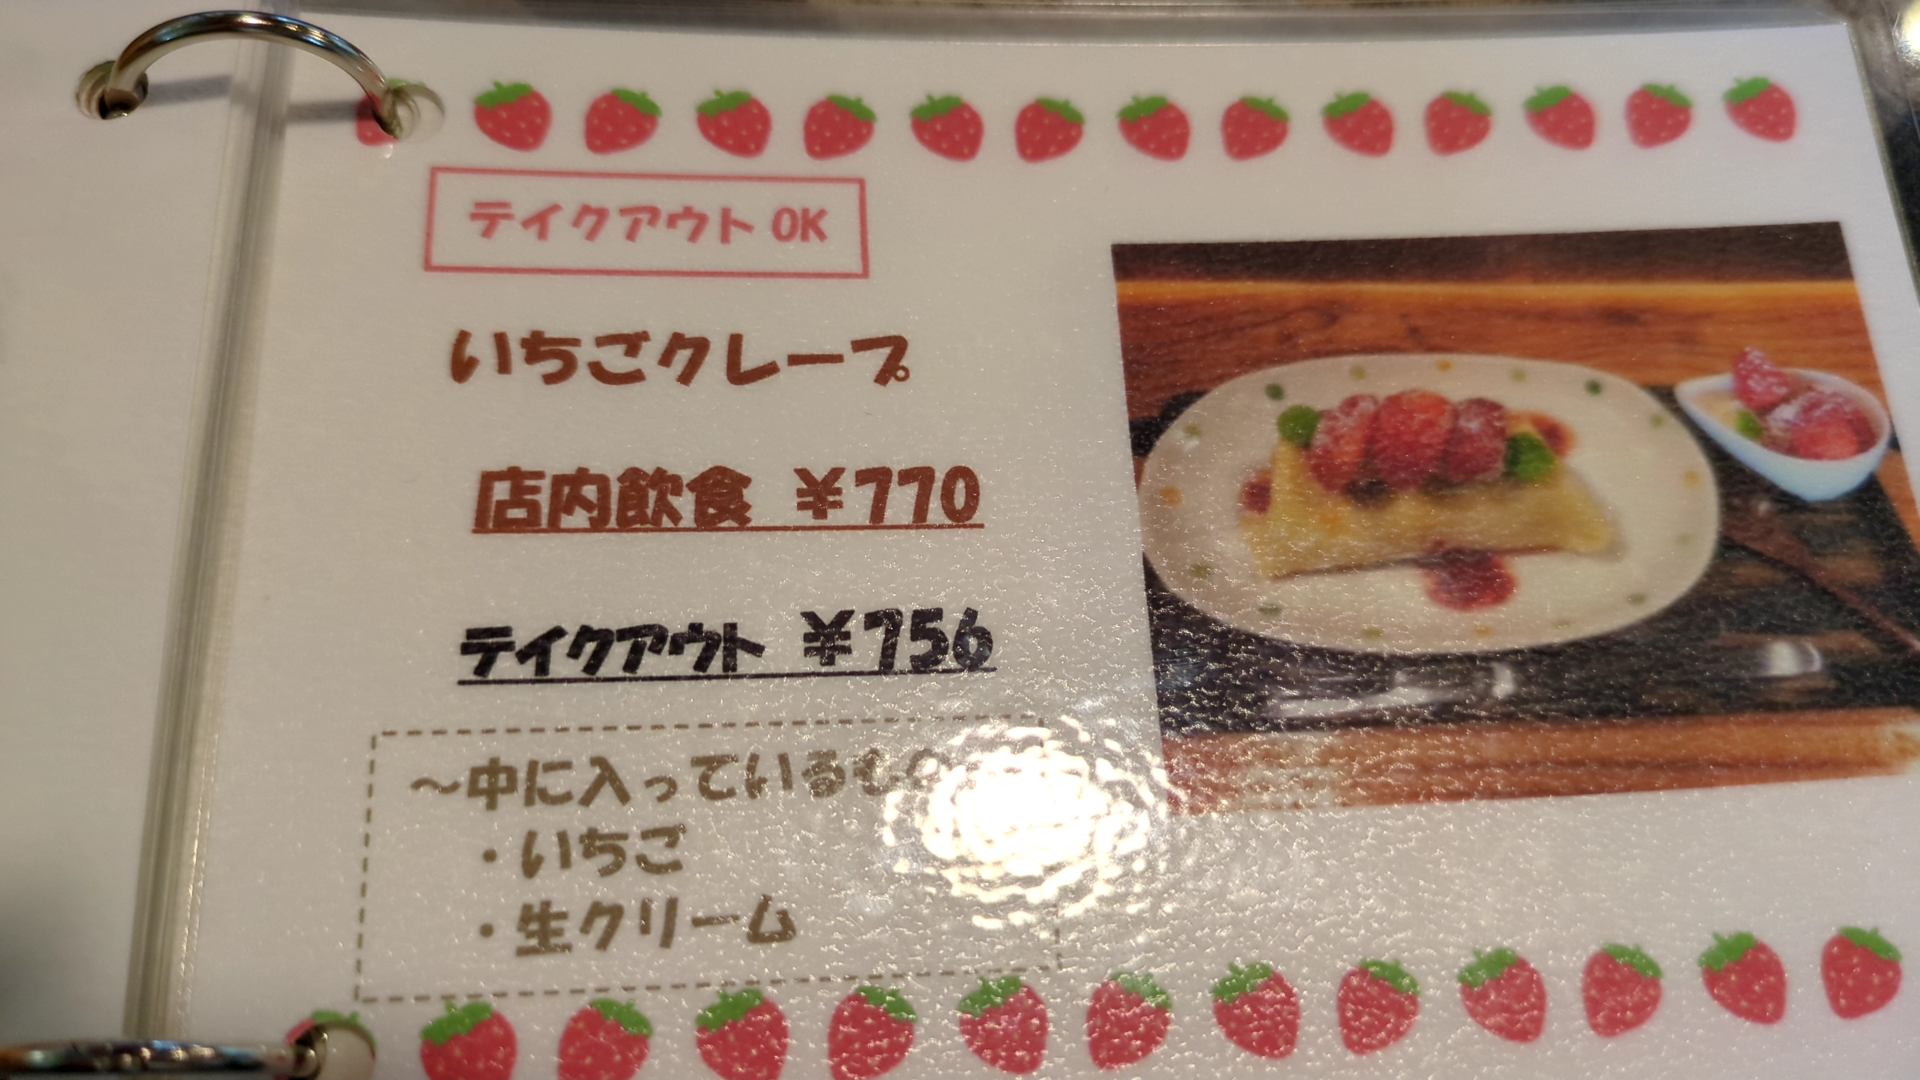 テイクアウト OK
いちごクレープ
店内飲食 ¥770
テイクアウト ¥756
～中に入っているもの
・いちご
・生クリーム